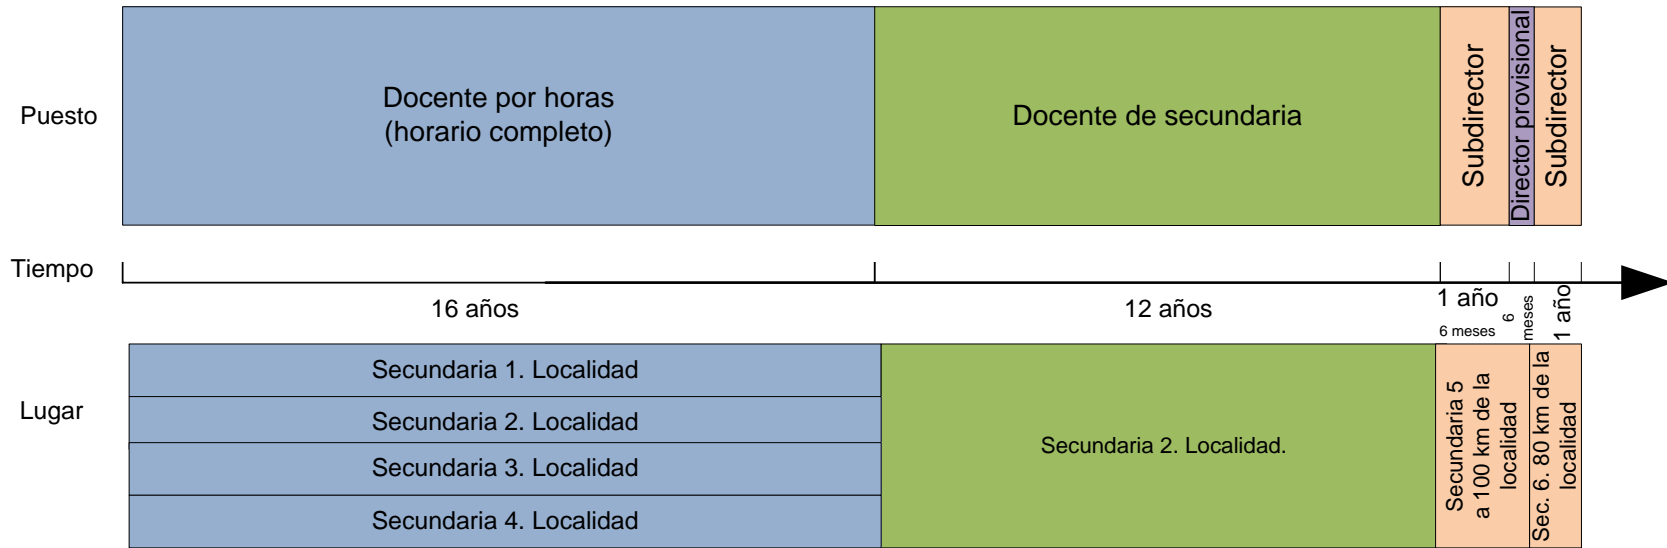 Puesto
Docente por horas
(horario completo)
Docente de secundaria
Subdirector
Director provisional
Subdirector
Tiempo
16 años
12 años
1 año
6 meses
6
meses
1 año
Lugar
Secundaria 1. Localidad
Secundaria 2. Localidad
Secundaria 3. Localidad
Secundaria 4. Localidad
Secundaria 2. Localidad.
Secundaria 5
a 100 km de la
localidad
Sec. 6. 80 km de la
localidad